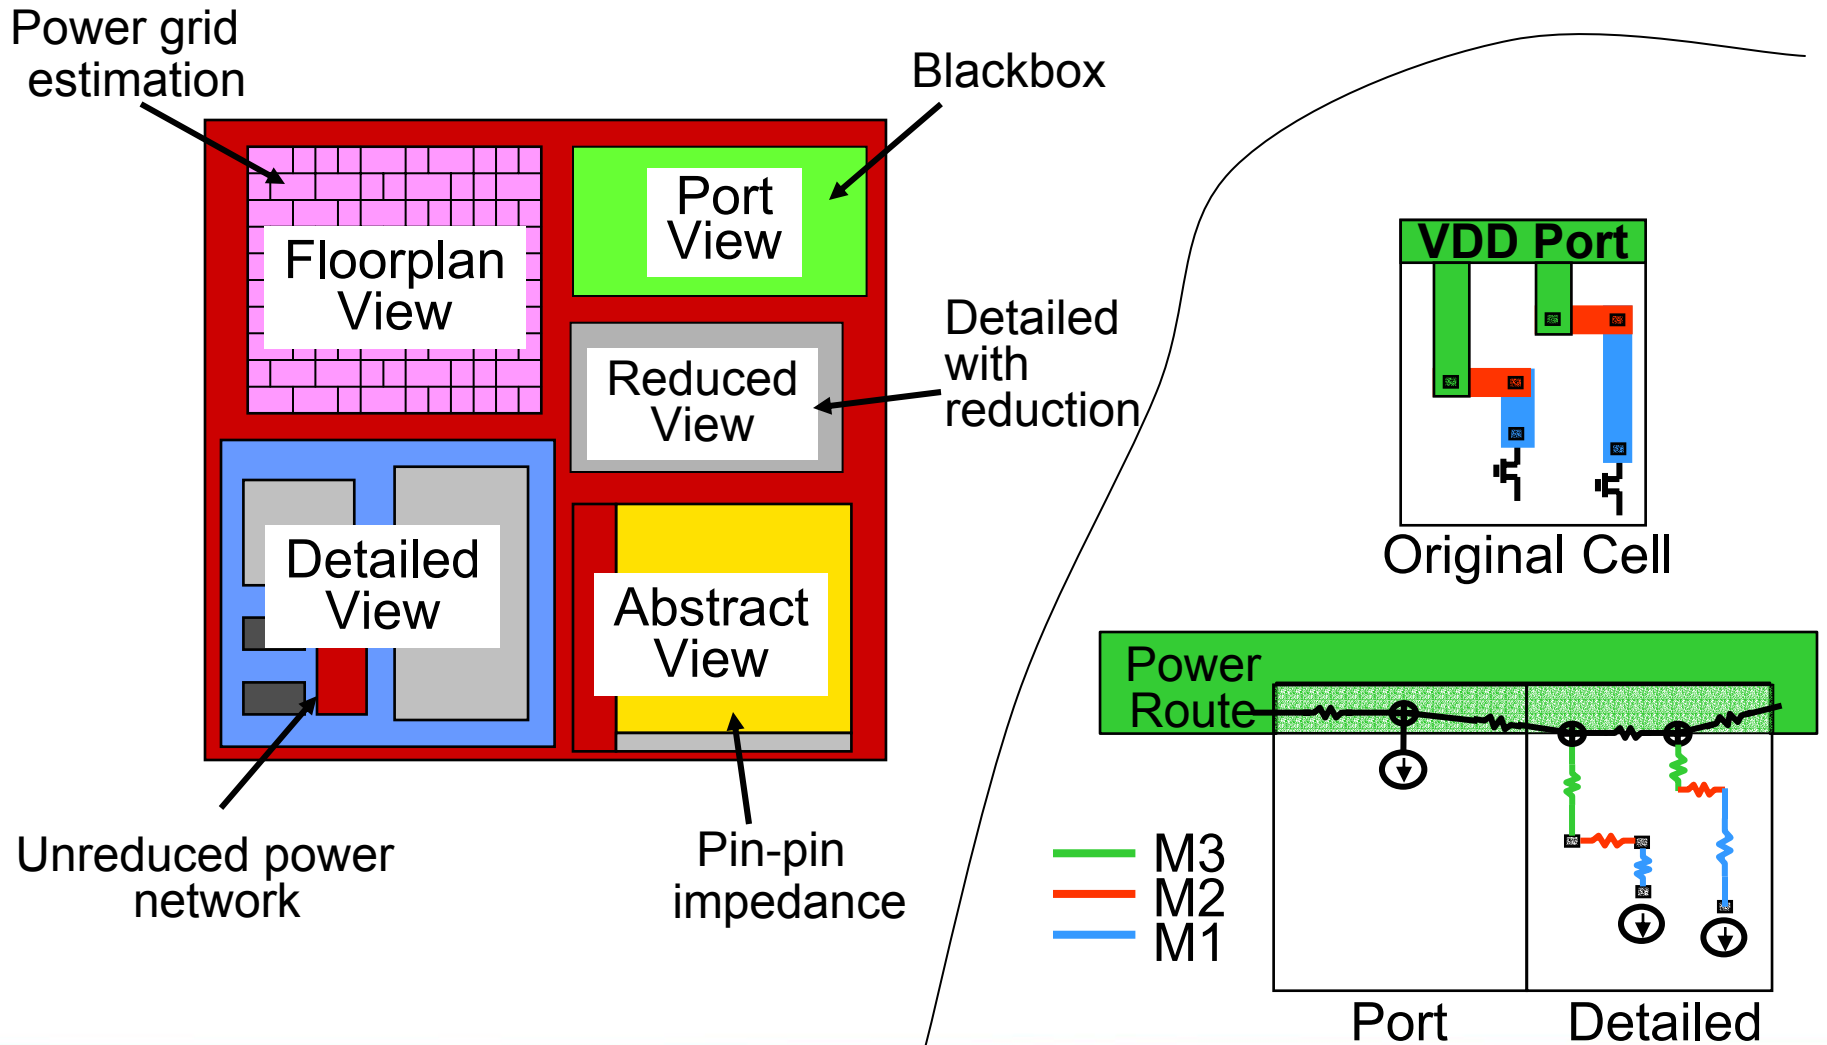 Power grid
estimation
Blackbox
Port
View
Floorplan
View
Detailed
with
reduction
Reduced
View
Detailed
View
Abstract
View
Unreduced power
network
Pin-pin
impedance
VDD Port
Original Cell
Power
Route
M3
M2
M1
Port
Detailed